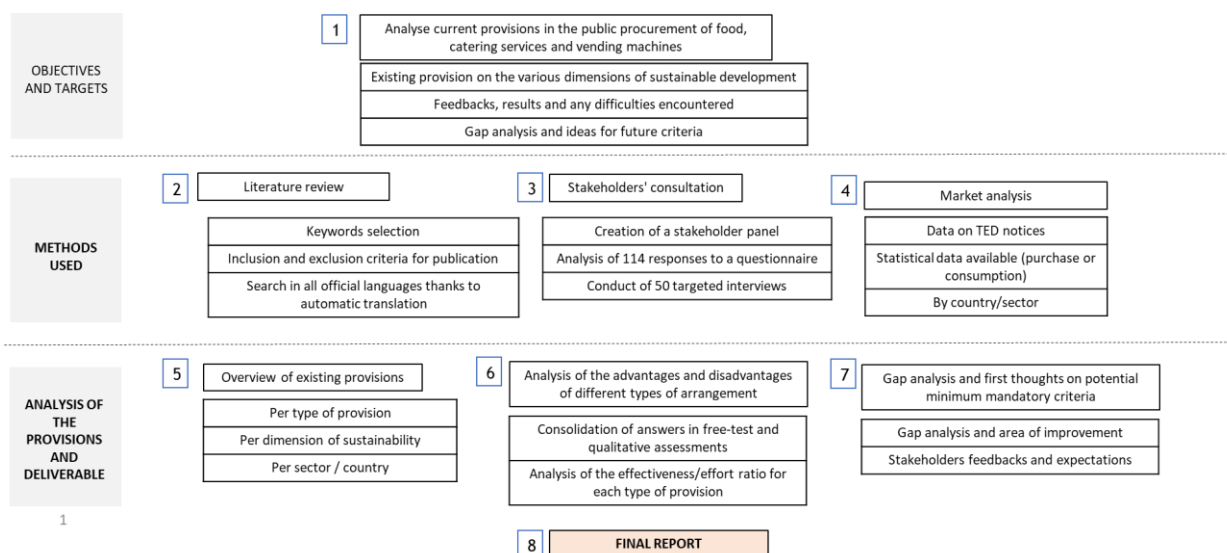 1
Analyse current provisions in the public procurement of food,
catering services and vending machines
OBJECTIVES
AND TARGETS
Existing provision on the various dimensions of sustainable development
Feedbacks, results and any difficulties encountered
Gap analysis and ideas for future criteria
METHODS
USED
2
Literature review
Keywords selection
Inclusion and exclusion criteria for publication
Search in all official languages thanks to
automatic translation
3
Stakeholders' consultation
Creation of a stakeholder panel
Analysis of 114 responses to a questionnaire
Conduct of 50 targeted interviews
4
Market analysis
Data on TED notices
Statistical data available (purchase or
consumption)
By country/sector
ANALYSIS OF
THE
PROVISIONS
AND
DELIVERABLE
5
Overview of existing provisions
Per type of provision
Per dimension of sustainability
Per sector / country
6
Analysis of the advantages and disadvantages
of different types of arrangement
Consolidation of answers in free-test and
qualitative assessments
Analysis of the effectiveness/effort ratio for
each type of provision
7
Gap analysis and first thoughts on potential
minimum mandatory criteria
Gap analysis and area of improvement
Stakeholders feedbacks and expectations
1
8
FINAL REPORT